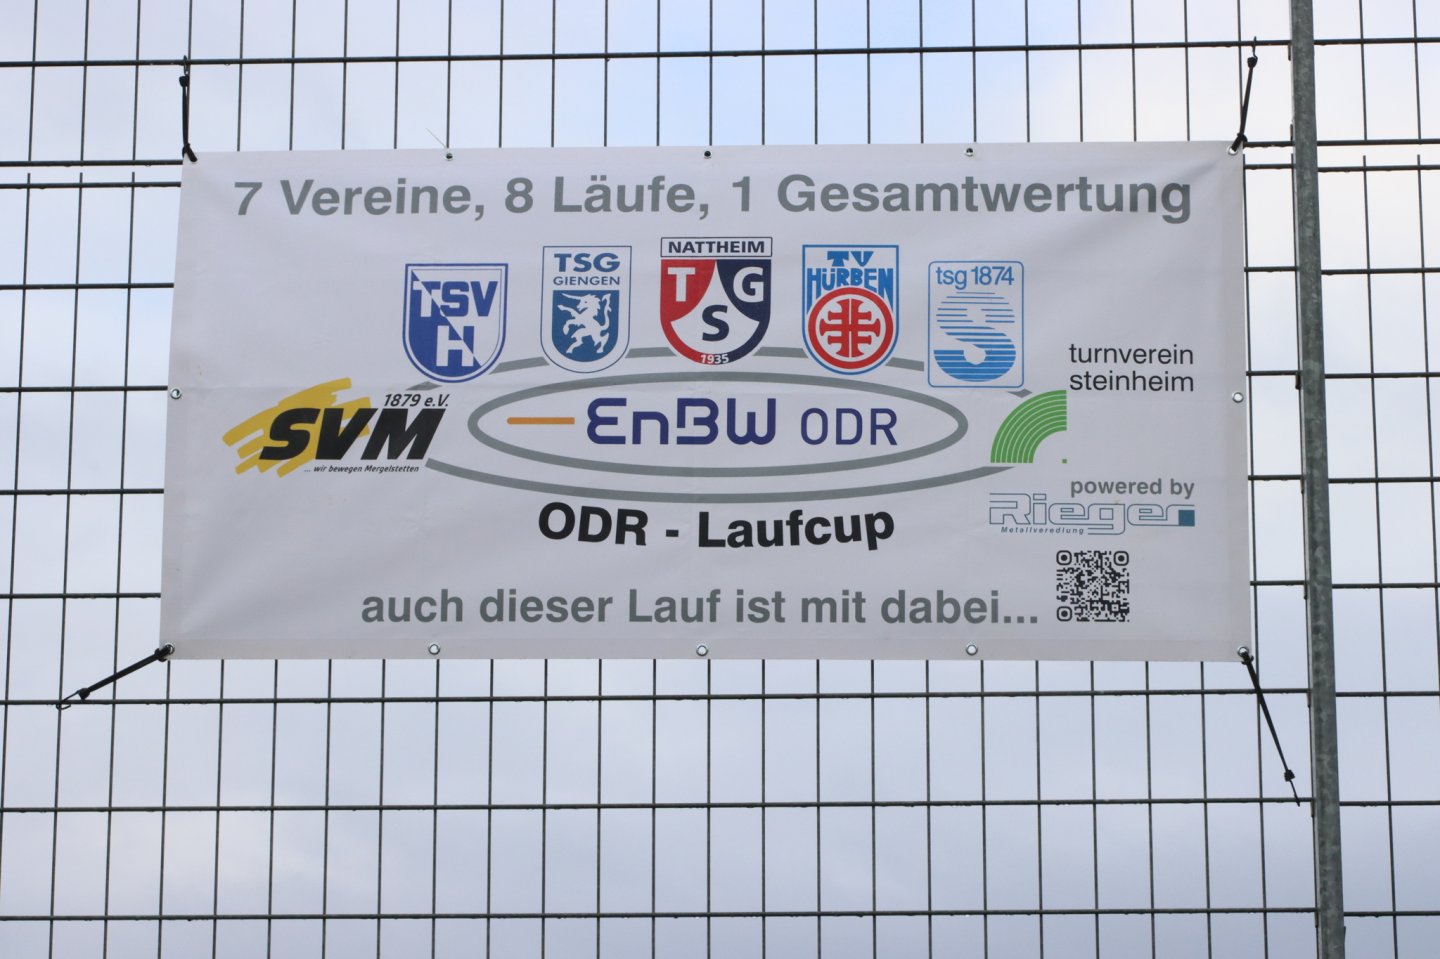 7 Vereine, 8 Läufe, 1 Gesamtwertung
TSV
H
TSG
GIENGEN
NATTHEIM
T G
S
1935
TV
HÜRBEN
tsg 1874
S
turnverein
steinheim
1879 e.V.
SVM
... wir bewegen Mergelstetten
EnBW ODR
powered by
Rieger
Metallveredlung
ODR - Laufcup
auch dieser Lauf ist mit dabei...